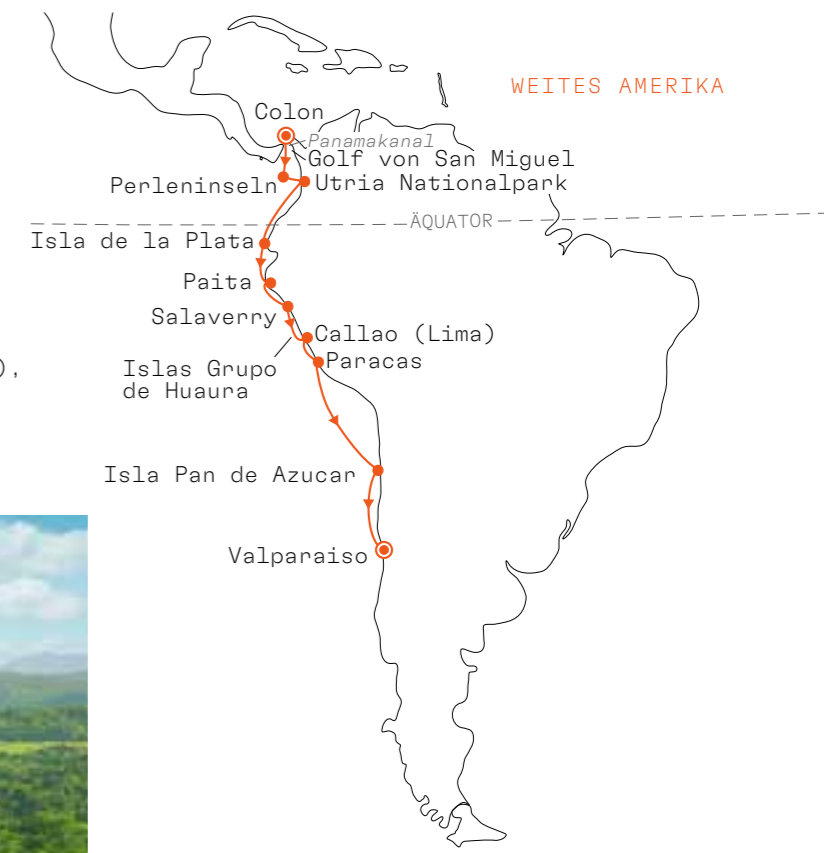 WEITES AMERIKA
Colon
Panamakanal
Golf von San Miguel
Perleninseln
Utria Nationalpark
ÄQUATOR
Isla de la Plata
Paita
Salaverry
Callao (Lima)
Islas Grupo
de Huaura
Paracas
),
Isla Pan de Azucar
Valparaiso